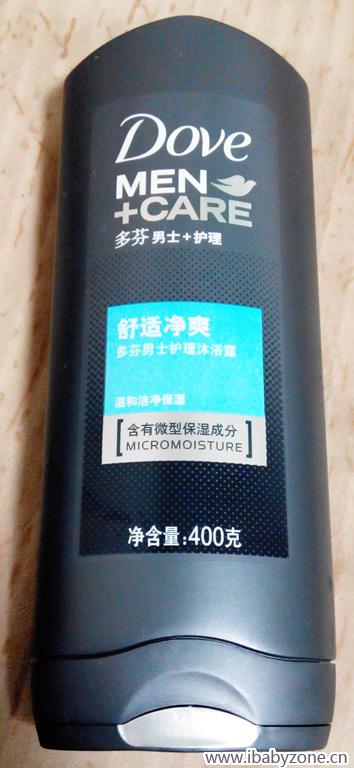 Dove
MEN
+CARE
多芬 男士+护理
舒适净爽
多芬男士护理沐浴露
温和洁净保湿
含有微型保湿成分
MICROMOISTURE
净含量:400克
www.ibabyzone.cn